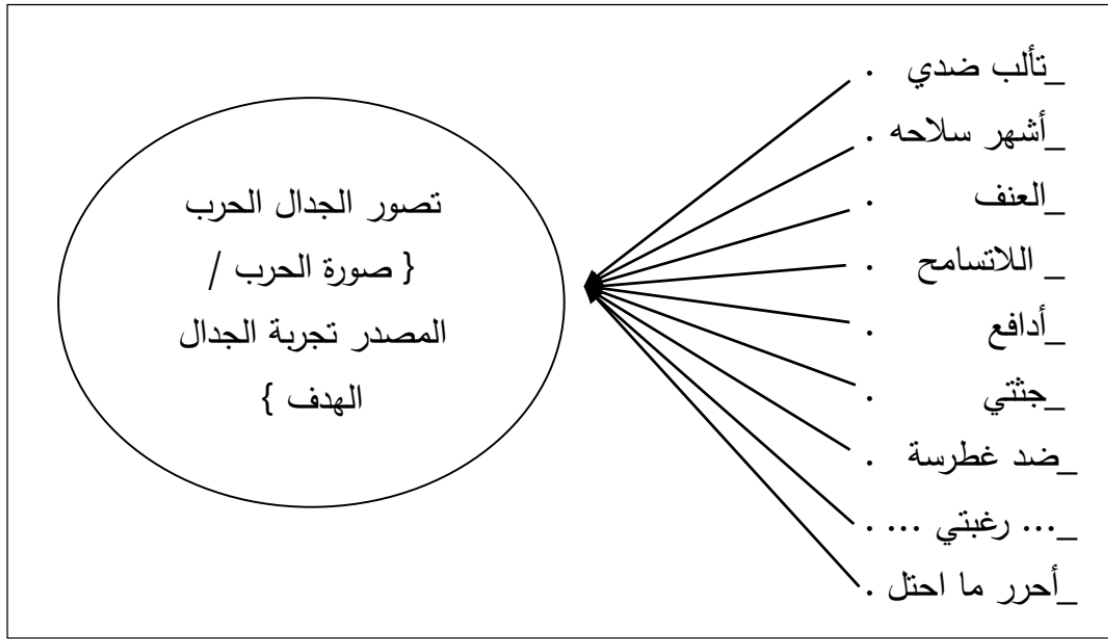 _تألب ضدي .
_أشهر سلاحه .
_العنف .
_ اللاتسامح .
_أدافع .
_جثتي .
_ضد غطرسة .
_... رغبتي ... .
_أحرر ما احتل .
تصور الجدال الحرب
{ صورة الحرب /
المصدر تجربة الجدال
الهدف }